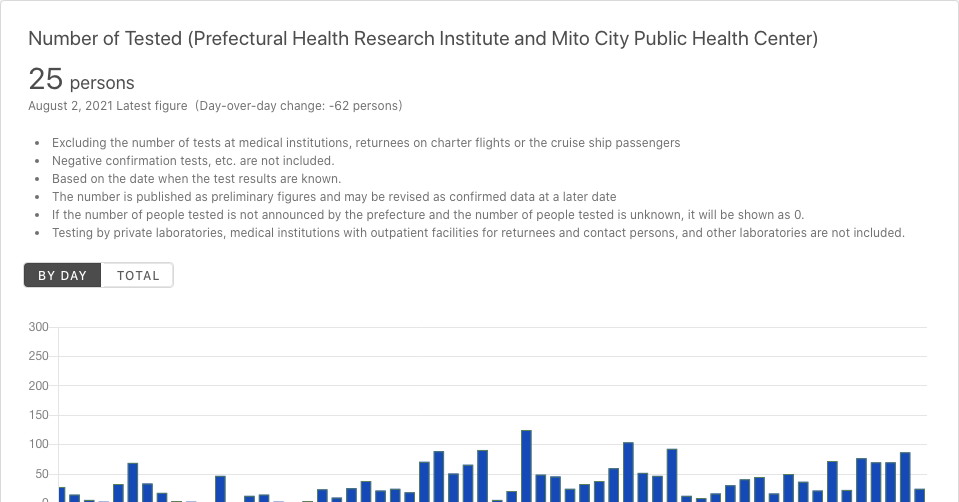 Number of Tested (Prefectural Health Research Institute and Mito City Public Health Center)
25 persons
August 2, 2021 Latest figure (Day-over-day change: -62 persons)
• Excluding the number of tests at medical institutions, returnees on charter flights or the cruise ship passengers
• Negative confirmation tests, etc. are not included.
• Based on the date when the test results are known.
• The number is published as preliminary figures and may be revised as confirmed data at a later date
• If the number of people tested is not announced by the prefecture and the number of people tested is unknown, it will be shown as 0.
• Testing by private laboratories, medical institutions with outpatient facilities for returnees and contact persons, and other laboratories are not included.
BY DAY TOTAL
300
250
200
150
100
50
0